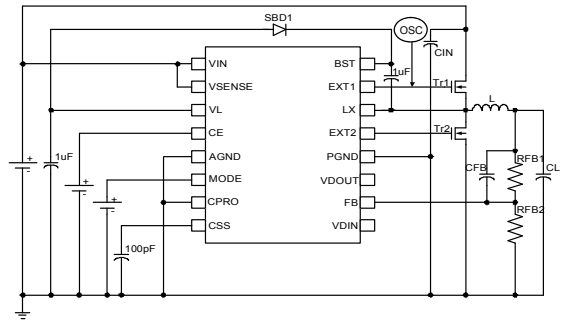 SBD1
OSC
CIN
VIN
BST
1uF
VSENSE
EXT1
Tr1
VL
LX
L
CE
EXT2
Tr2
1uF
+
-
AGND
PGND
CFB
RFB1
CL
+
-
MODE
VDOUT
+
-
CPRO
FB
RFB2
CSS
VDIN
100pF